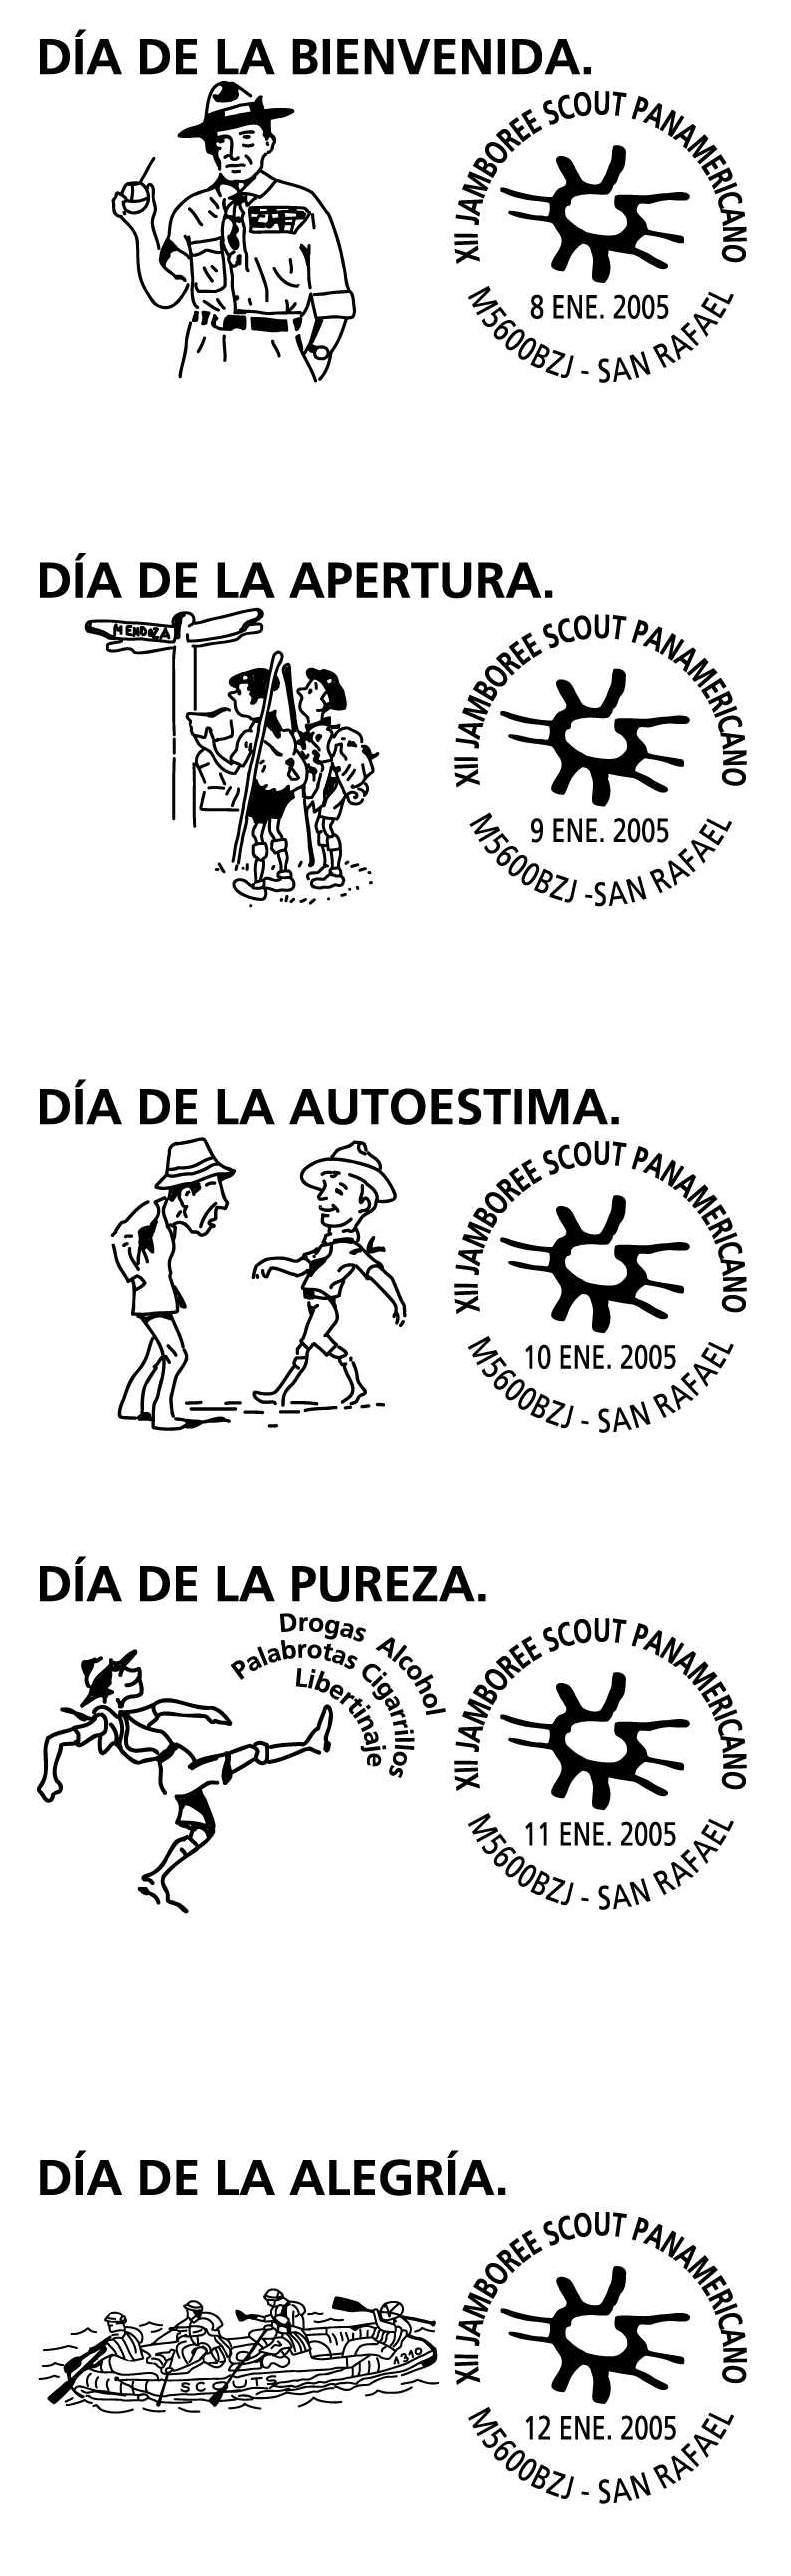 DÍA DE LA BIENVENIDA.
XII JAMBOREE SCOUT PANAMERICANO
8 ENE. 2005
M5600BZJ - SAN RAFAEL
DÍA DE LA APERTURA.
MENDOZA
XII JAMBOREE SCOUT PANAMERICANO
9 ENE. 2005
M5600BZJ -SAN RAFAEL
DÍA DE LA AUTOESTIMA.
XII JAMBOREE SCOUT PANAMERICANO
10 ENE. 2005
M5600BZJ - SAN RAFAEL
DÍA DE LA PUREZA.
Drogas Alcohol
Palabrotas Cigarrillos
Libertinaje
XII JAMBOREE SCOUT PANAMERICANO
11 ENE. 2005
M5600BZJ - SAN RAFAEL
DÍA DE LA ALEGRÍA.
1310
SCOUTS
XII JAMBOREE SCOUT PANAMERICANO
12 ENE. 2005
M5600BZJ - SAN RAFAEL